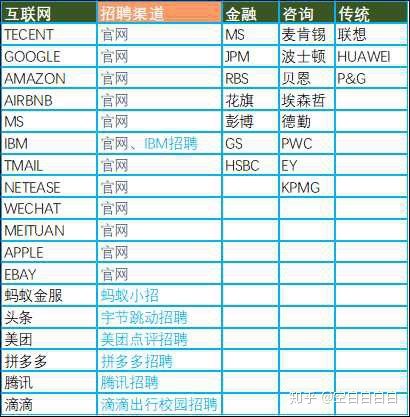 互联网 招聘渠道 金融 咨询 传统
TECENT 官网 MS 麦肯锡 联想
GOOGLE 官网 JPM 波士顿 HUAWEI
AMAZON 官网 RBS 贝恩 P&G
AIRBNB 官网 花旗 埃森哲
MS 官网 彭博 德勤
IBM 官网、IBM招聘 GS PWC
TMAIL 官网 HSBC EY
NETEASE 官网 KPMG
WECHAT 官网
MEITUAN 官网
APPLE 官网
EBAY 官网
蚂蚁金服 蚂蚁小招
头条 字节跳动招聘
美团 美团点评招聘
拼多多 拼多多招聘
腾讯 腾讯招聘
滴滴 滴滴出行校园招聘
知乎 @空白白白白